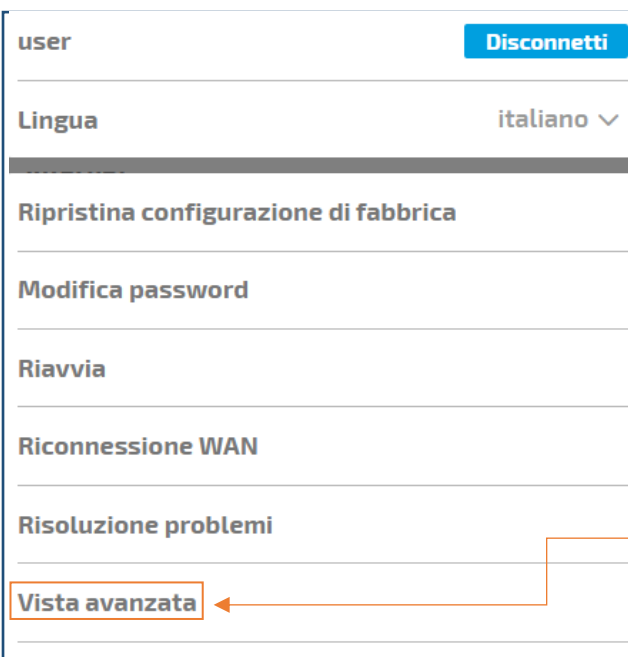 user
Disconnetti
Lingua
italiano
Ripristina configurazione di fabbrica
Modifica password
Riavvia
Riconnessione WAN
Risoluzione problemi
Vista avanzata